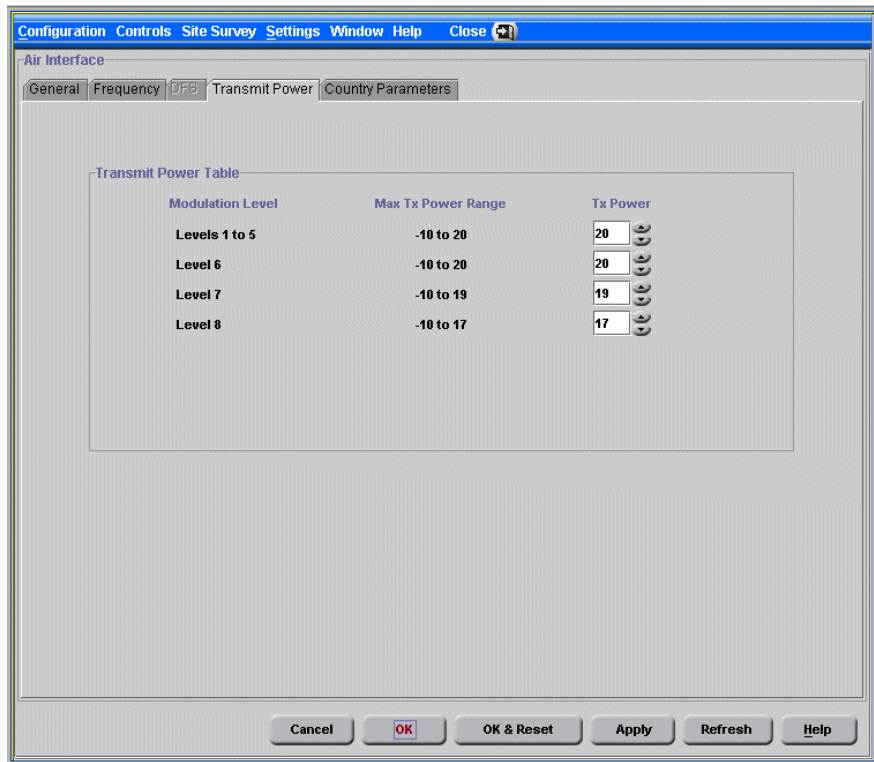 Configuration Controls Site Survey Settings Window Help Close
Air Interface
General Frequency DFS Transmit Power Country Parameters
Transmit Power Table
Modulation Level Max Tx Power Range Tx Power
Levels 1 to 5 -10 to 20 20
Level 6 -10 to 20 20
Level 7 -10 to 19 19
Level 8 -10 to 17 17
Cancel OK OK & Reset Apply Refresh Help